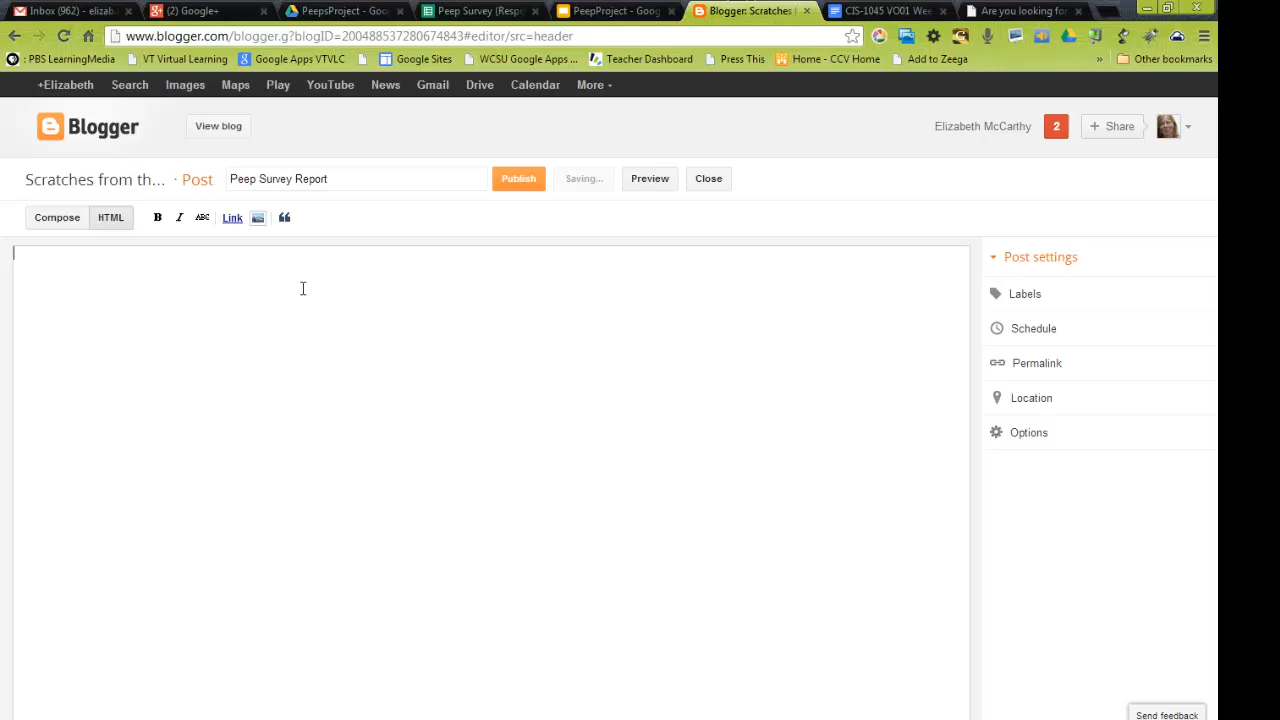 Inbox (962) - elizab
(2) Google+
PeepsProject - Goog
Peep Survey (Respo
PeepProject - Goog
Blogger: Scratches
CIS-1045 VO01 Wee
Are you looking for
www.blogger.com/blogger.g?blogID=200488537280674843#editor/src=header
: PBS LearningMedia
VT Virtual Learning
Google Apps VTVLC
Google Sites
WCSU Google Apps ...
Teacher Dashboard
Press This
Home - CCV Home
Add to Zeega
»
Other bookmarks
+Elizabeth Search Images Maps Play YouTube News Gmail Drive Calendar More
Blogger
View blog
Elizabeth McCarthy
2
+ Share
Scratches from th... · Post
Peep Survey Report
Publish
Saving...
Preview
Close
Compose
HTML
B I ABC Link
Post settings
Labels
Schedule
Permalink
Location
Options
Send feedback